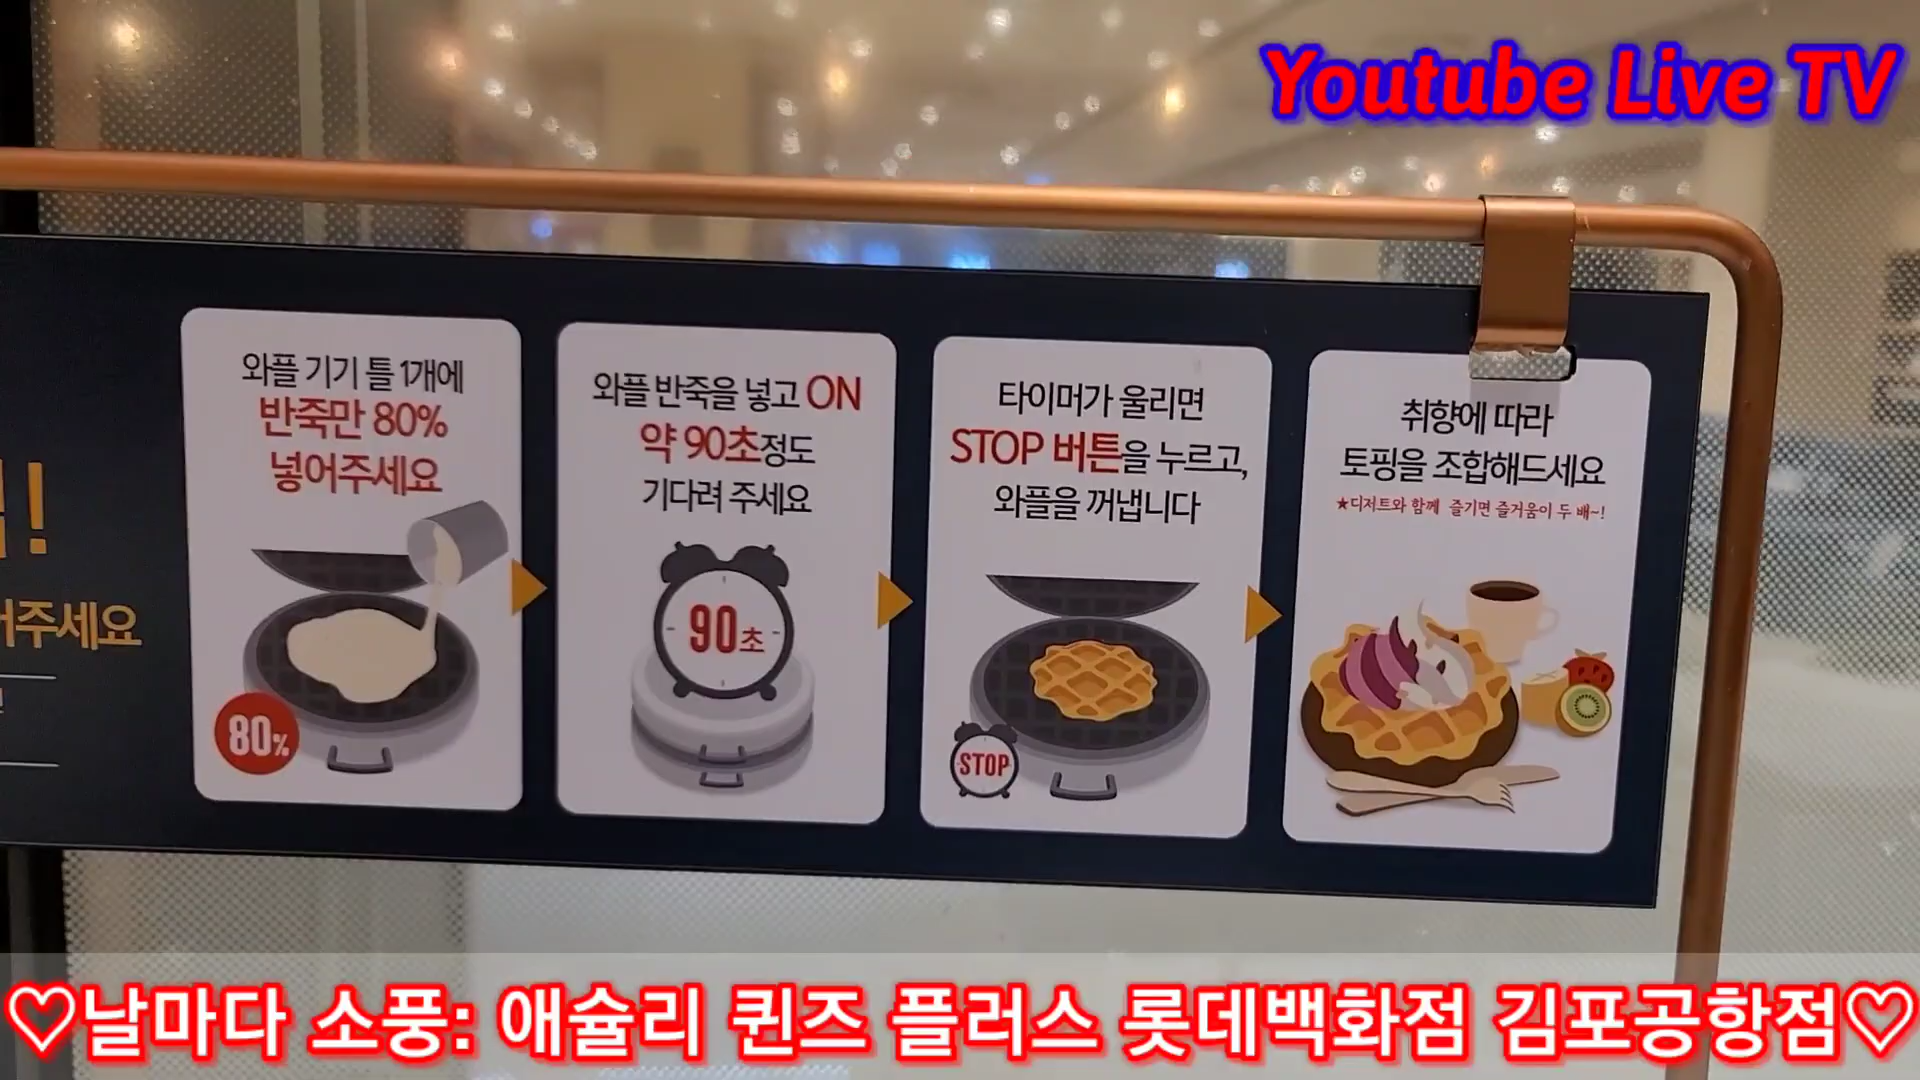 Youtube Live TV
와플 기기 틀 1개에
반죽만 80%
넣어주세요
80%
와플 반죽을 넣고 ON
약 90초정도
기다려 주세요
90초
타이머가 울리면
STOP 버튼을 누르고,
와플을 꺼냅니다
STOP
취향에 따라
토핑을 조합해드세요
★디저트와 함께 즐기면 즐거움이 두 배~!
!
어주세요
♡날마다 소풍: 애슐리 퀸즈 플러스 롯데백화점 김포공항점♡